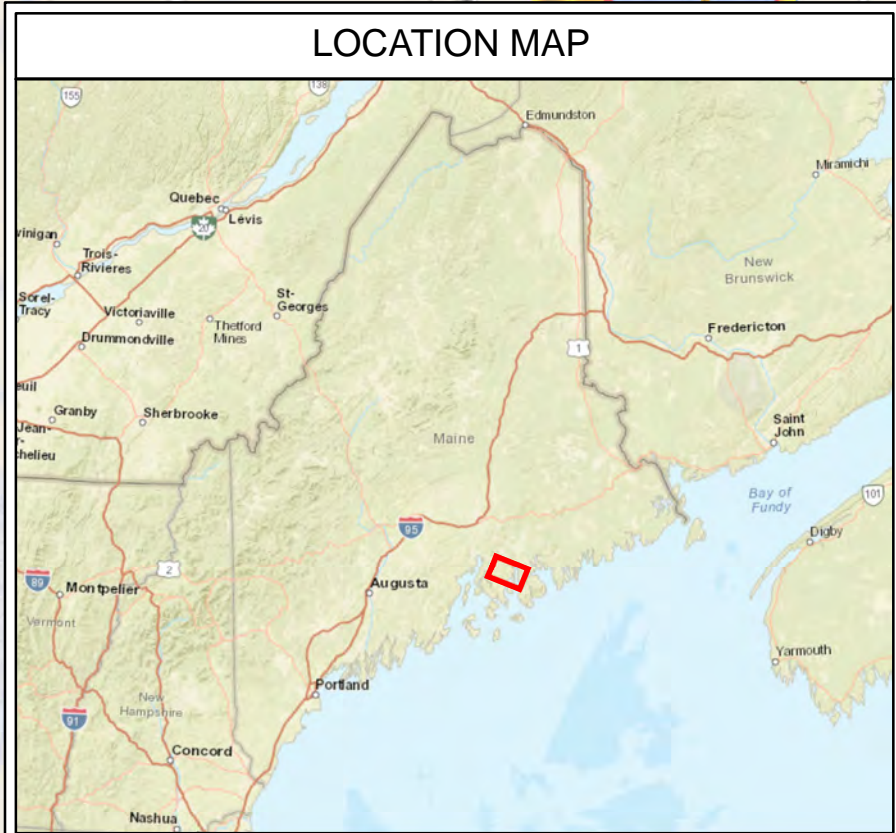 LOCATION MAP
155
138
Edmundston
Miramichi
Quebec
Lévis
20
vinigan
Trois-
Rivieres
New
Brunswick
Sorel-
Tracy
Victoriaville
Thetford
Mines
St-
Georges
Drummondville
1
Fredericton
euil
Granby
Sherbrooke
Jean-
r-
chelieu
Maine
Saint
John
Bay of
Fundy
101
95
Digby
2
89
Montpelier
Augusta
Vermont
Yarmouth
Portland
New
Hampshire
91
Concord
Nashua